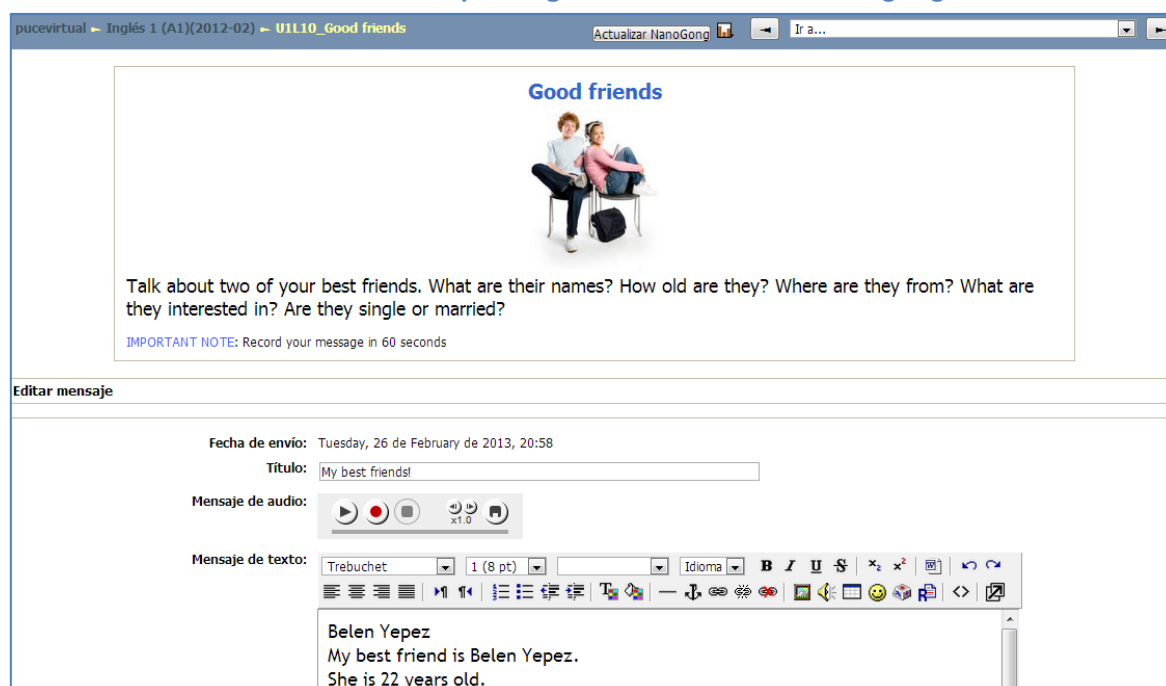 pucevirtual ► Inglés 1 (A1)(2012-02) ► U1L10_Good friends
Actualizar NanoGong
Ir a...
Good friends
Talk about two of your best friends. What are their names? How old are they? Where are they from? What are
they interested in? Are they single or married?
IMPORTANT NOTE: Record your message in 60 seconds
Editar mensaje
Fecha de envío: Tuesday, 26 de February de 2013, 20:58
Título: My best friends!
Mensaje de audio:
x1.0
Mensaje de texto: Trebuchet 1 (8 pt) Idioma B I U S x₂ x²
Belen Yepez
My best friend is Belen Yepez.
She is 22 years old.